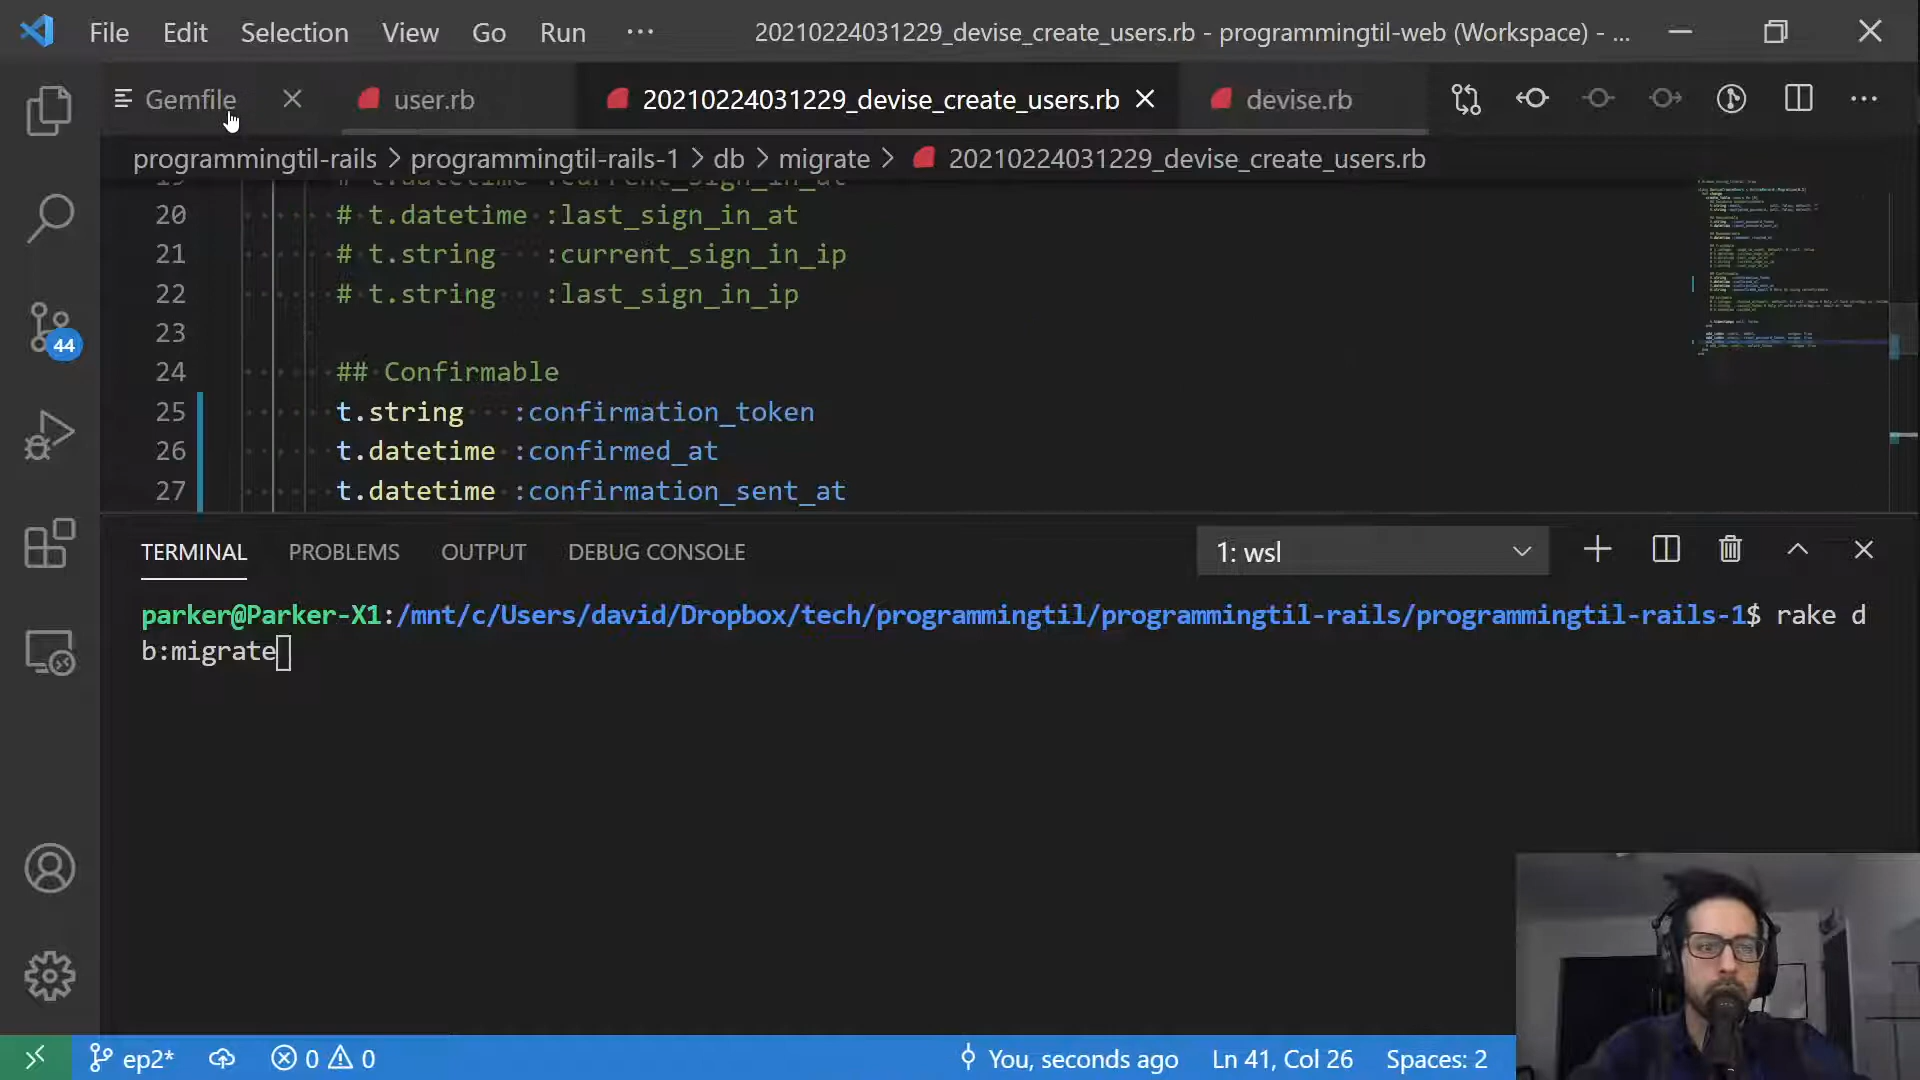 File Edit Selection View Go Run ··· 20210224031229_devise_create_users.rb - programmingtil-web (Workspace) - ...
Gemfile user.rb 20210224031229_devise_create_users.rb devise.rb
programmingtil-rails > programmingtil-rails-1 > db > migrate > 20210224031229_devise_create_users.rb
19 # t.datetime :current_sign_in_at
20 # t.datetime :last_sign_in_at
21 # t.string :current_sign_in_ip
22 # t.string :last_sign_in_ip
23
24 ## Confirmable
25 t.string :confirmation_token
26 t.datetime :confirmed_at
27 t.datetime :confirmation_sent_at
44
TERMINAL PROBLEMS OUTPUT DEBUG CONSOLE 1: wsl
parker@Parker-X1:/mnt/c/Users/david/Dropbox/tech/programmingtil/programmingtil-rails/programmingtil-rails-1$ rake d
b:migrate
ep2* 0 0 You, seconds ago Ln 41, Col 26 Spaces: 2